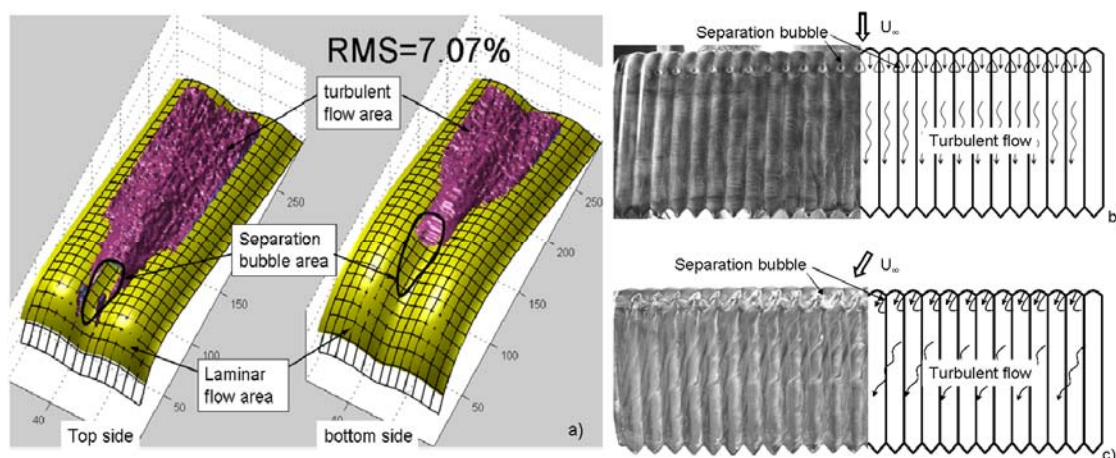 RMS=7.07%
turbulent
flow area
Separation
bubble area
Laminar
flow area
250
200
150
100
50
40
Top side
250
200
150
100
50
40
bottom side
a)
Separation bubble
U∞
Turbulent flow
b
Separation bubble
U∞
Turbulent flow
c)